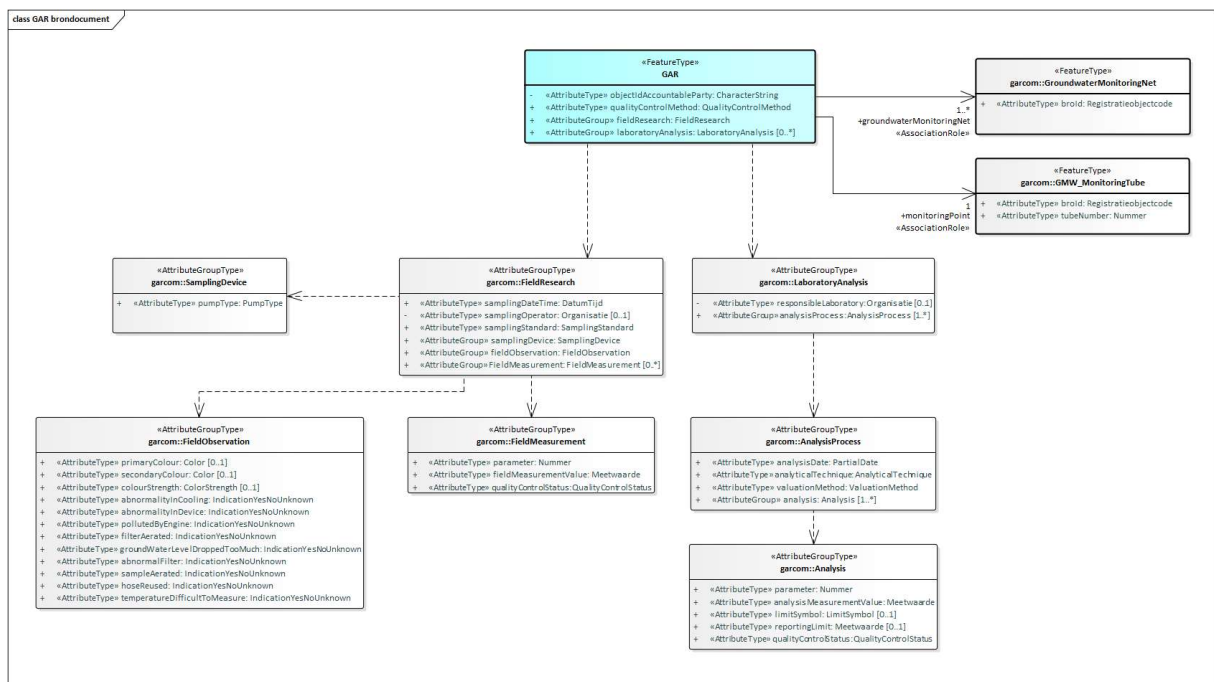 class GAR brondocument
«FeatureType»
GAR
- «AttributeType» objectIdAccountableParty: CharacterString
+ «AttributeType» qualityControlMethod: QualityControlMethod
+ «AttributeGroup» fieldResearch: FieldResearch
+ «AttributeGroup» laboratoryAnalysis: LaboratoryAnalysis [0..*]
«FeatureType»
garcom::GroundwaterMonitoringNet
+ «AttributeType» broId: Registratieobjectcode
1..*
+groundwaterMonitoringNet
«AssociationRole»
«FeatureType»
garcom::GMW_MonitoringTube
+ «AttributeType» broId: Registratieobjectcode
+ «AttributeType» tubeNumber: Nummer
1
+monitoringPoint
«AssociationRole»
«AttributeGroupType»
garcom::SamplingDevice
+ «AttributeType» pumpType: PumpType
«AttributeGroupType»
garcom::FieldResearch
+ «AttributeType» samplingDateTime: DatumTijd
- «AttributeType» samplingOperator: Organisatie [0..1]
+ «AttributeType» samplingStandard: SamplingStandard
+ «AttributeGroup» samplingDevice: SamplingDevice
+ «AttributeGroup» fieldObservation: FieldObservation
+ «AttributeGroup»FieldMeasurement: FieldMeasurement [0..*]
«AttributeGroupType»
garcom::LaboratoryAnalysis
- «AttributeType» responsibleLaboratory: Organisatie [0..1]
+ «AttributeGroup»analysisProcess:AnalysisProcess [1..*]
«AttributeGroupType»
garcom::FieldObservation
+ «AttributeType» primaryColour: Color [0..1]
+ «AttributeType» secondaryColour: Color [0..1]
+ «AttributeType» colourStrength: ColorStrength [0..1]
+ «AttributeType» abnormalityInCooling: IndicationYesNoUnknown
+ «AttributeType» abnormalityInDevice: IndicationYesNoUnknown
+ «AttributeType» pollutedByEngine: IndicationYesNoUnknown
+ «AttributeType» filterAerated: IndicationYesNoUnknown
+ «AttributeType» groundWaterLevelDroppedTooMuch: IndicationYesNoUnknown
+ «AttributeType» abnormalFilter: IndicationYesNoUnknown
+ «AttributeType» sampleAerated: IndicationYesNoUnknown
+ «AttributeType» hoseReused: IndicationYesNoUnknown
+ «AttributeType» temperatureDifficultToMeasure: IndicationYesNoUnknown
«AttributeGroupType»
garcom::FieldMeasurement
+ «AttributeType» parameter: Nummer
+ «AttributeType» fieldMeasurementValue: Meetwaarde
+ «AttributeType» qualityControlStatus:QualityControlStatus
«AttributeGroupType»
garcom::AnalysisProcess
+ «AttributeType» analysisDate: PartialDate
+ «AttributeType» analyticalTechnique:AnalyticalTechnique
+ «AttributeType» valuationMethod: ValuationMethod
+ «AttributeGroup» analysis: Analysis [1..*]
«AttributeGroupType»
garcom::Analysis
+ «AttributeType» parameter: Nummer
+ «AttributeType» analysisMeasurementValue: Meetwaarde
+ «AttributeType» limitSymbol: LimitSymbol [0..1]
+ «AttributeType» reportingLimit: Meetwaarde [0..1]
+ «AttributeType» qualityControlStatus:QualityControlStatus